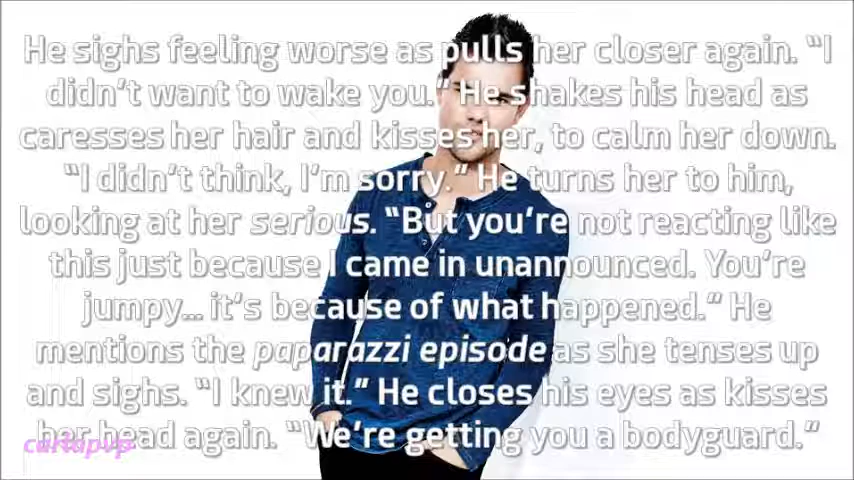 He sighs feeling worse as pulls her closer again. “I
didn’t want to wake you.” He shakes his head as
caresses her hair and kisses her, to calm her down.
“I didn’t think, I’m sorry.” He turns her to him,
looking at her serious. “But you’re not reacting like
this just because I came in unannounced. You’re
jumpy... it’s because of what happened.” He
mentions the paparazzi episode as she tenses up
and sighs. “I knew it.” He closes his eyes as kisses
her head again. “We’re getting you a bodyguard.”
carlapvp